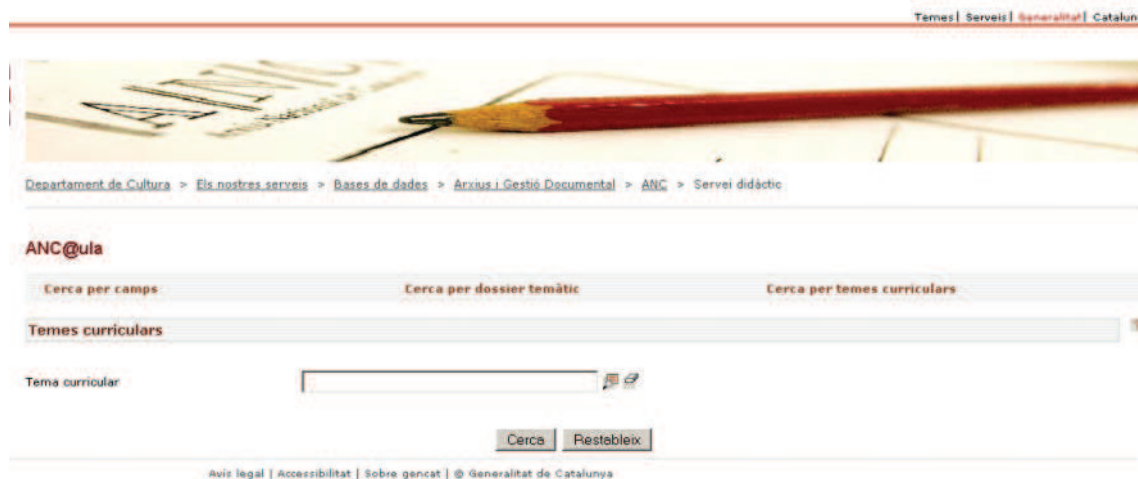 Temes| Serveis| Generalitat| Catalun
ANC
Departament de Cultura > Els nostres serveis > Bases de dades > Arxius i Gestió Documental > ANC > Servei didàctic
ANC@ula
Cerca per camps Cerca per dossier temàtic Cerca per temes curriculars
Temes curriculars
Tema curricular
Cerca Restableix
Avís legal | Accessibilitat | Sobre gencat | © Generalitat de Catalunya